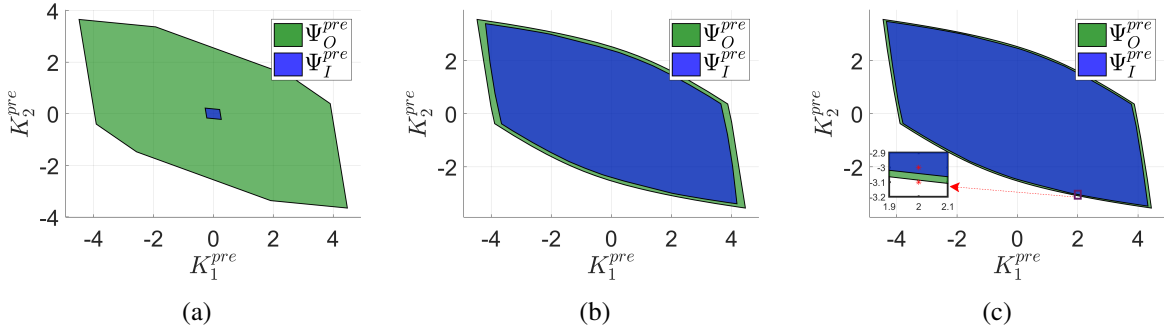 4
2
0
-2
-4
-4 -2 0 2 4
K_2^{pre}
K_1^{pre}
Ψ_O^{pre}
Ψ_I^{pre}
(a)
2
0
-2
-4 -2 0 2 4
K_2^{pre}
K_1^{pre}
Ψ_O^{pre}
Ψ_I^{pre}
(b)
2
0
-2
-4 -2 0 2 4
K_2^{pre}
K_1^{pre}
Ψ_O^{pre}
Ψ_I^{pre}
-2.9
-3
-3.1
-3.2
1.9 2 2.1
(c)